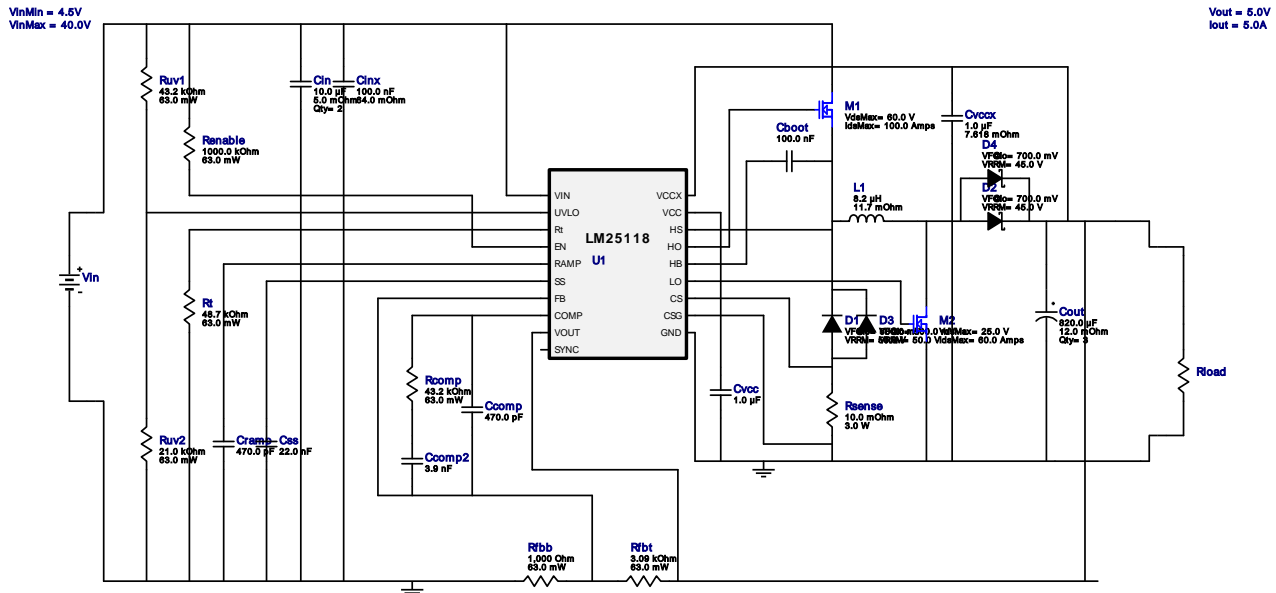 VinMin = 4.5V
VinMax = 40.0V
Vout = 5.0V
Iout = 5.0A
Ruv1
43.2 kOhm
63.0 mW
Renable
1000.0 kOhm
63.0 mW
Cin
10.0 µF
5.0 mOhm
Qty= 2
Cinx
100.0 nF
64.0 mOhm
M1
VdsMax= 60.0 V
IdsMax= 100.0 Amps
Cboot
100.0 nF
Cvccx
1.0 µF
7.618 mOhm
D4
= 700.0 mV
VRRM= 45.0 V
D2
= 700.0 mV
VRRM= 45.0 V
L1
8.2 µH
11.7 mOhm
VIN
UVLO
Rt
EN
RAMP
SS
FB
COMP
VOUT
SYNC
LM25118
U1
VCCX
VCC
HS
HO
HB
LO
CS
CSG
GND
Vin
Rt
48.7 kOhm
63.0 mW
D1
D3
M2
= 25.0 V
50.0
IdsMax= 60.0 Amps
Cout
820.0 µF
12.0 mOhm
Qty= 3
Rload
Rcomp
43.2 kOhm
63.0 mW
Ccomp
470.0 pF
Ccomp2
3.9 nF
Cvcc
1.0 µF
Rsense
10.0 mOhm
3.0 W
Ruv2
21.0 kOhm
63.0 mW
Cramp
470.0 pF
Css
22.0 nF
Rfbb
1,000 Ohm
63.0 mW
Rfbt
3.09 kOhm
63.0 mW